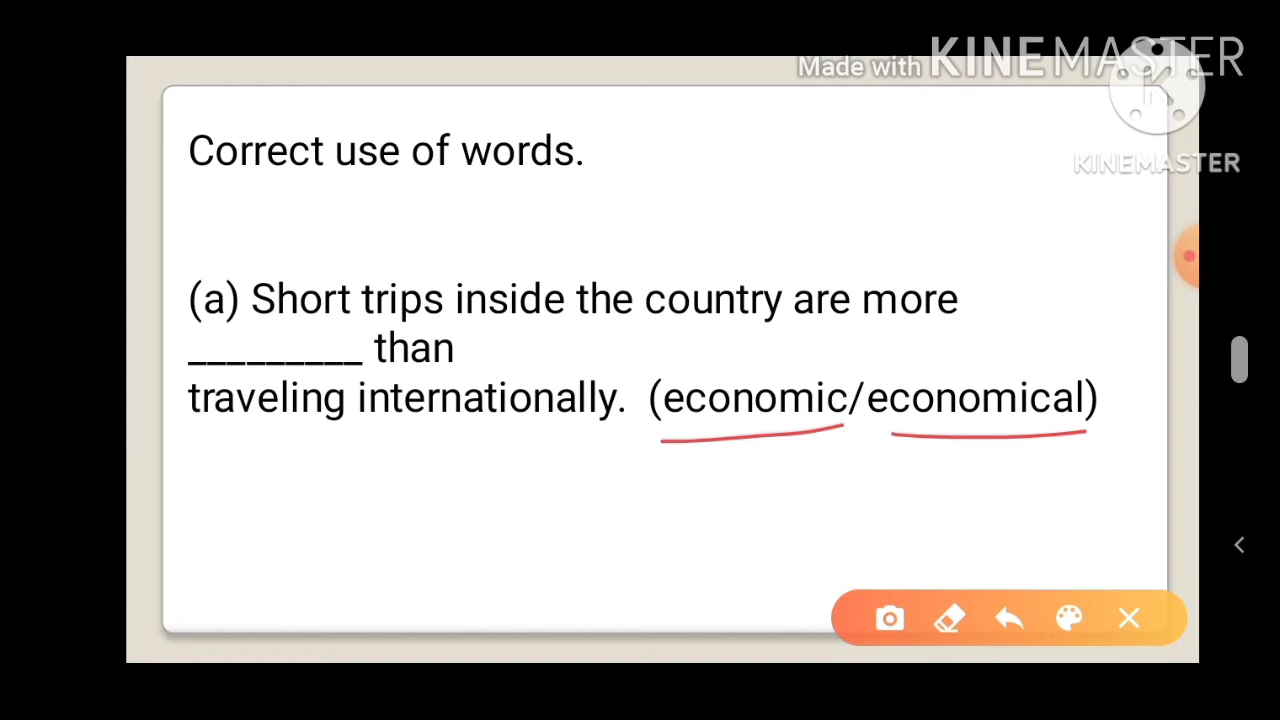 Made with KINEMASTER
KINEMASTER
Correct use of words.
(a) Short trips inside the country are more
_________ than
traveling internationally. (economic/economical)